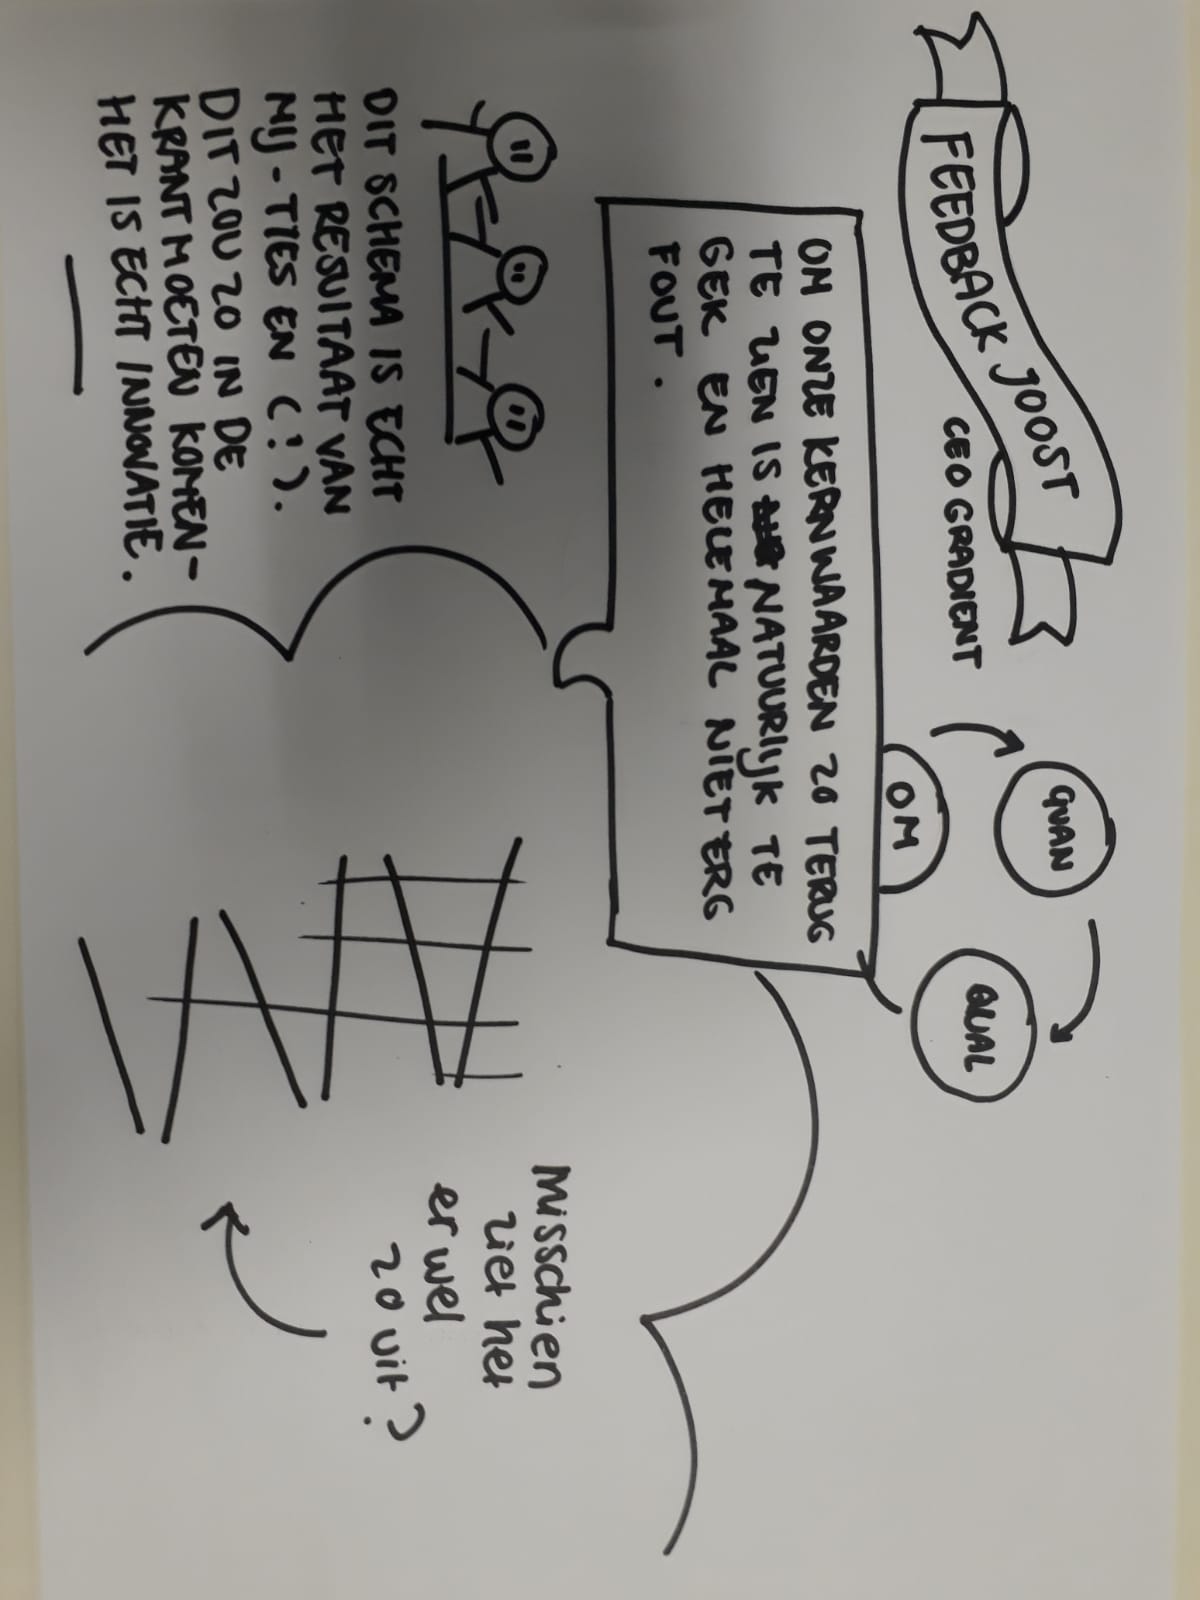 FEEDBACK JOOST
CEO GRADIENT
QUAN
QUAL
OM
OM ONZE KERNWAARDEN ZO TERUG
TE ZIEN IS NATUURLIJK TE
GEK EN HELEMAAL NIET ERG
FOUT.
DIT SCHEMA IS ECHT
HET RESULTAAT VAN
MIJ-TJES EN (!).
DIT ZOU ZO IN DE
KRANT MOETEN KOMEN-
HET IS ECHT INNOVATIE.
Misschien
ziet het
er wel
zo uit?